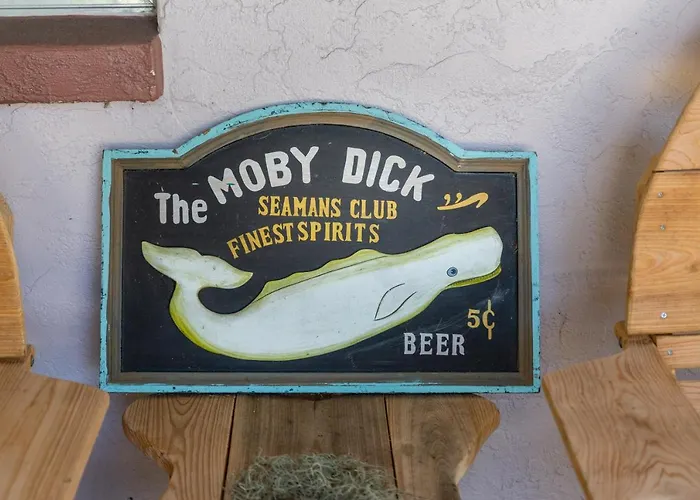 The MOBY DICK
SEAMANS CLUB
FINEST SPIRITS
5¢
BEER